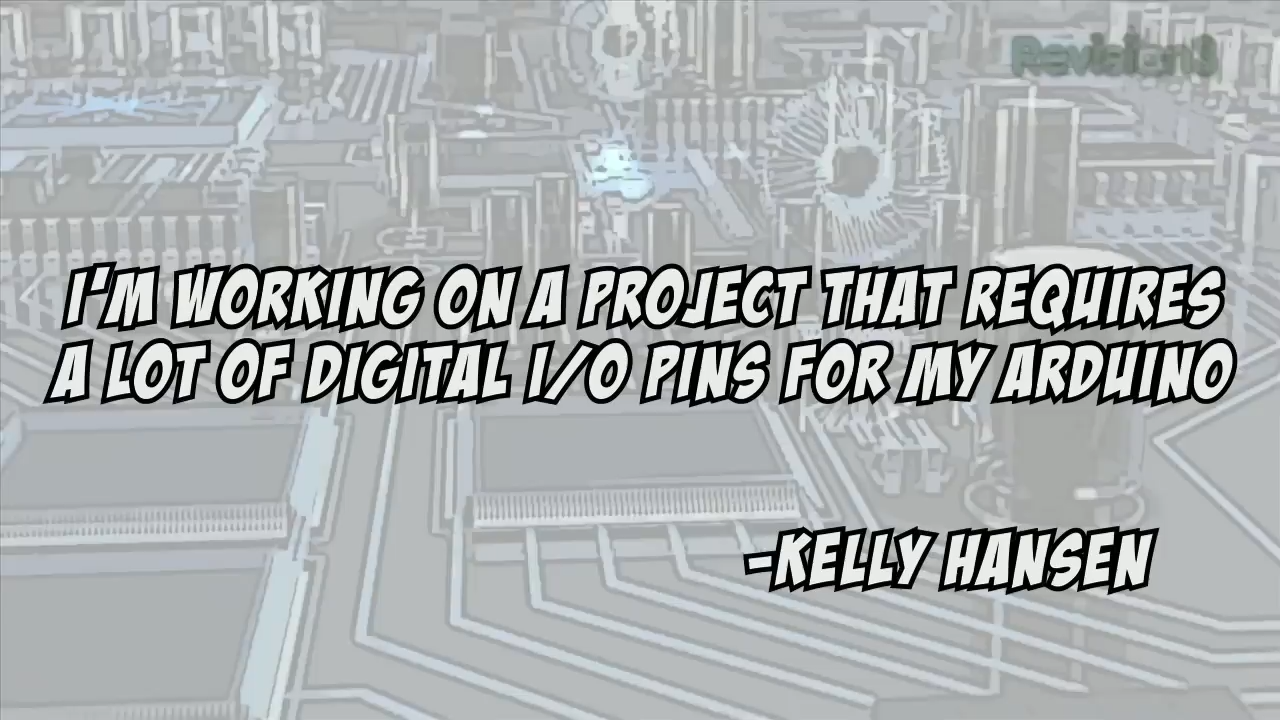 Revision3
I'M WORKING ON A PROJECT THAT REQUIRES
A LOT OF DIGITAL I/O PINS FOR MY ARDUINO
-KELLY HANSEN